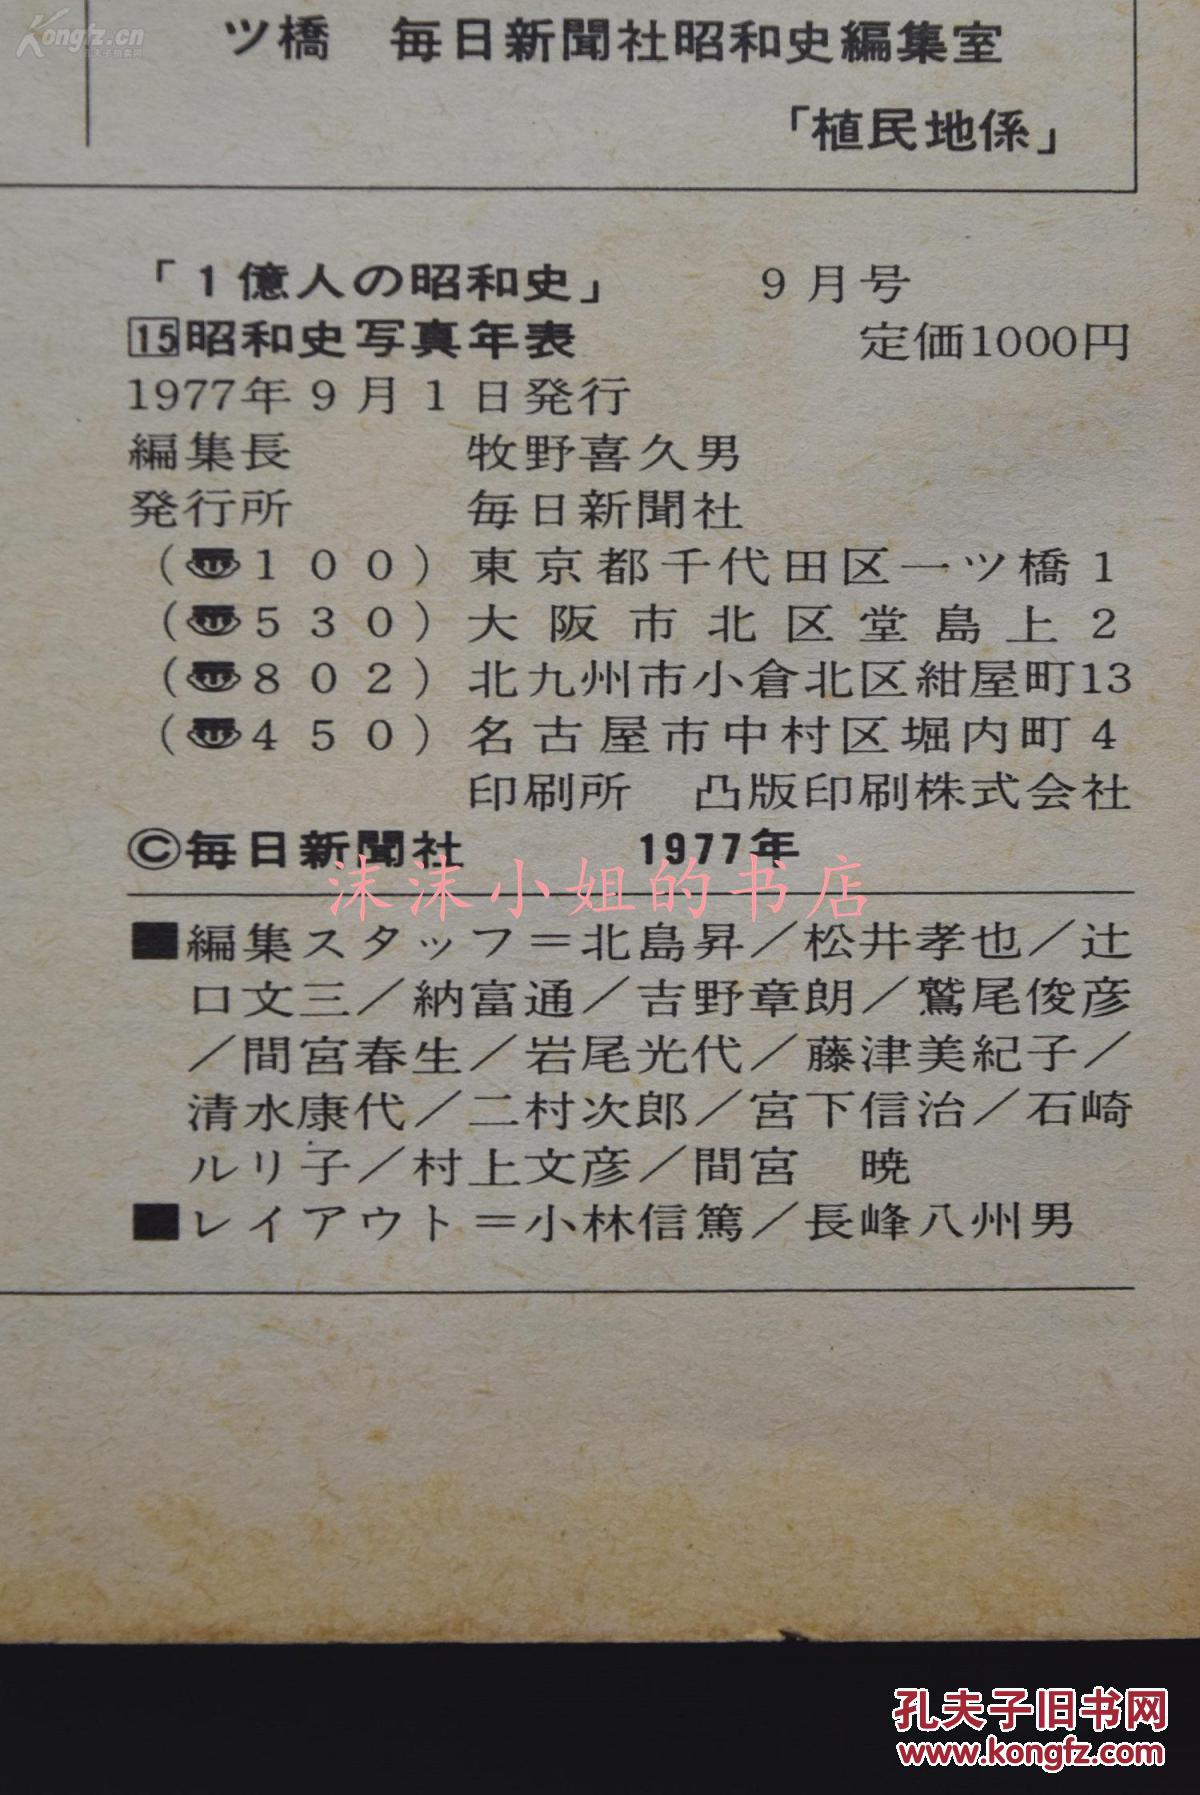 Kongfz.cn
ツ橋　毎日新聞社昭和史編集室
「植民地係」
「１億人の昭和史」　９月号
15昭和史写真年表　定価1000円
1977年９月１日発行
編集長　牧野喜久男
発行所　毎日新聞社
（〠１００）東京都千代田区一ツ橋１
（〠５３０）大阪市北区堂島上２
（〠８０２）北九州市小倉北区紺屋町13
（〠４５０）名古屋市中村区堀内町４
印刷所　凸版印刷株式会社
©毎日新聞社　1977年
沫沫小姐的书店
■編集スタッフ＝北島昇／松井孝也／辻
口文三／納富通／吉野章朗／鷲尾俊彦
／間宮春生／岩尾光代／藤津美紀子／
清水康代／二村次郎／宮下信治／石崎
ルリ子／村上文彦／間宮　暁
■レイアウト＝小林信篤／長峰八州男
孔夫子旧书网
www.kongfz.com